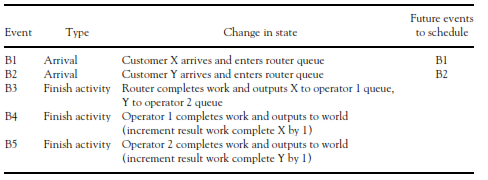 Future events
Event Type Change in state to schedule
B1 Arrival Customer X arrives and enters router queue B1
B2 Arrival Customer Y arrives and enters router queue B2
B3 Finish activity Router completes work and outputs X to operator 1 queue,
Y to operator 2 queue
B4 Finish activity Operator 1 completes work and outputs to world
(increment result work complete X by 1)
B5 Finish activity Operator 2 completes work and outputs to world
(increment result work complete Y by 1)